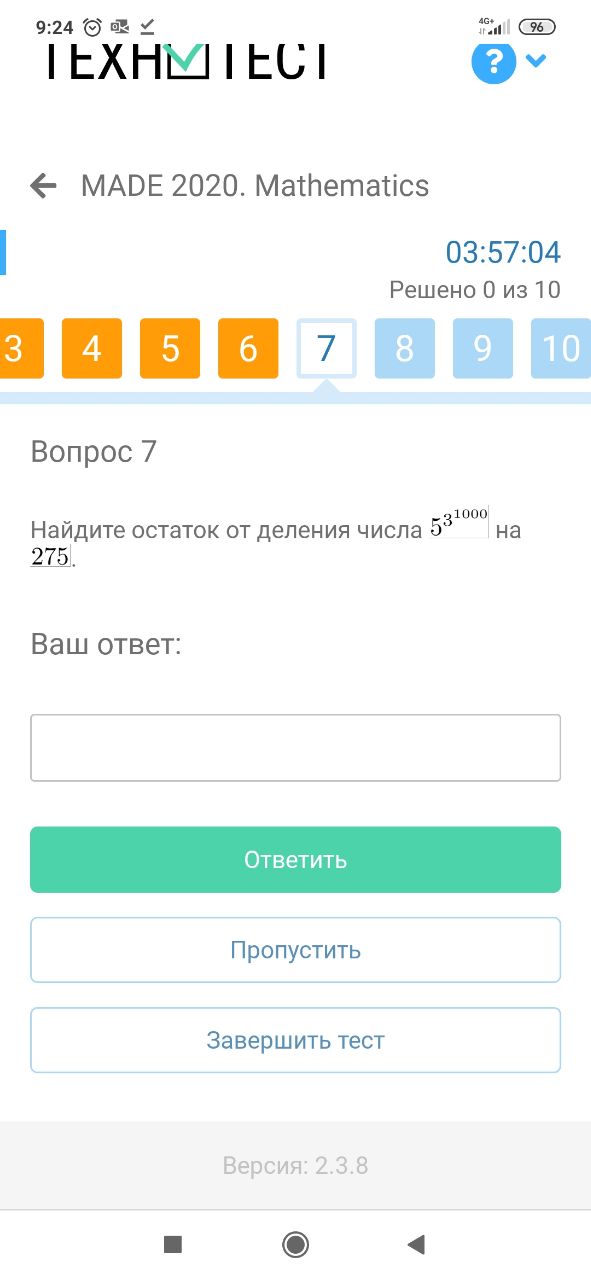 9:24 4G+ 96
ТЕХНОТЕСТ
?
MADE 2020. Mathematics
03:57:04
Решено 0 из 10
3 4 5 6 7 8 9 10
Вопрос 7
Найдите остаток от деления числа 5^{3^{1000}} на
275.
Ваш ответ:
Ответить
Пропустить
Завершить тест
Версия: 2.3.8